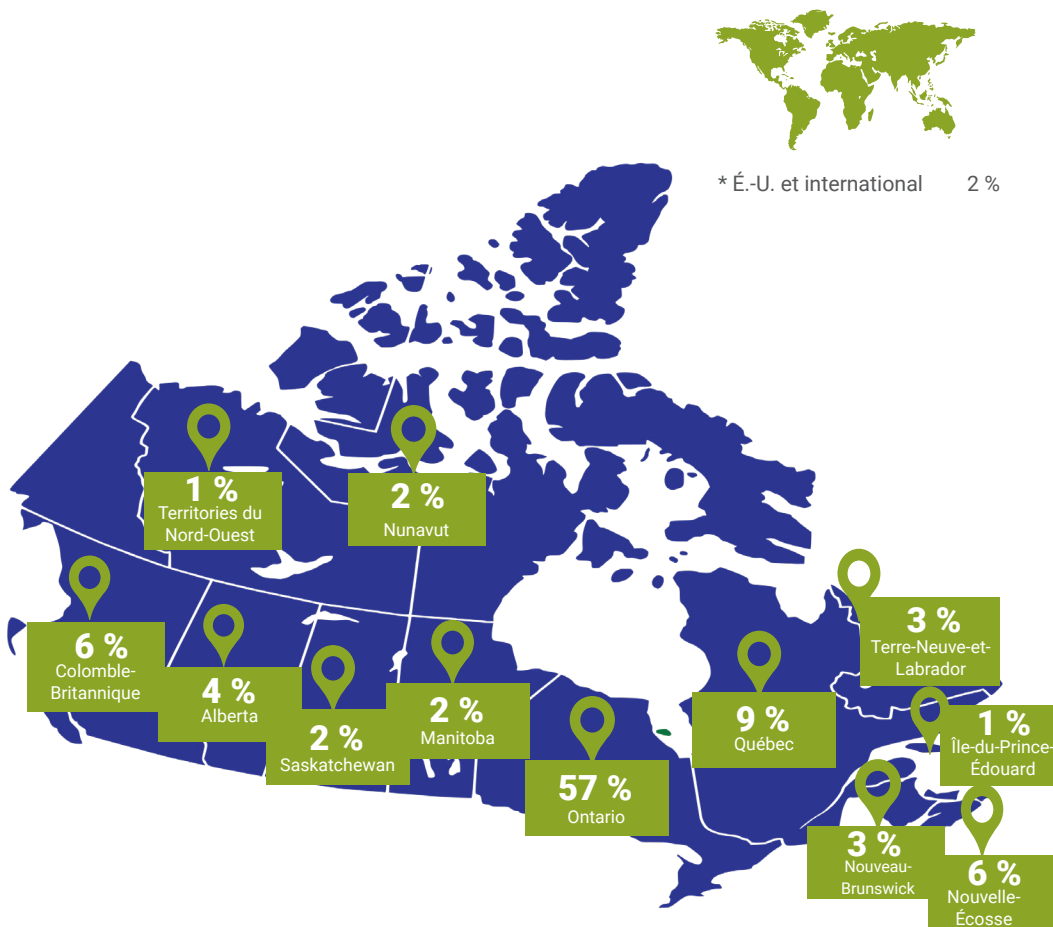 * É.-U. et international 2 %
1 %
Territories du
Nord-Ouest
2 %
Nunavut
6 %
Colomble-
Britannique
4 %
Alberta
2 %
Saskatchewan
2 %
Manitoba
57 %
Ontario
9 %
Québec
3 %
Terre-Neuve-et-
Labrador
1 %
Île-du-Prince-
Édouard
3 %
Nouveau-
Brunswick
6 %
Nouvelle-
Écosse